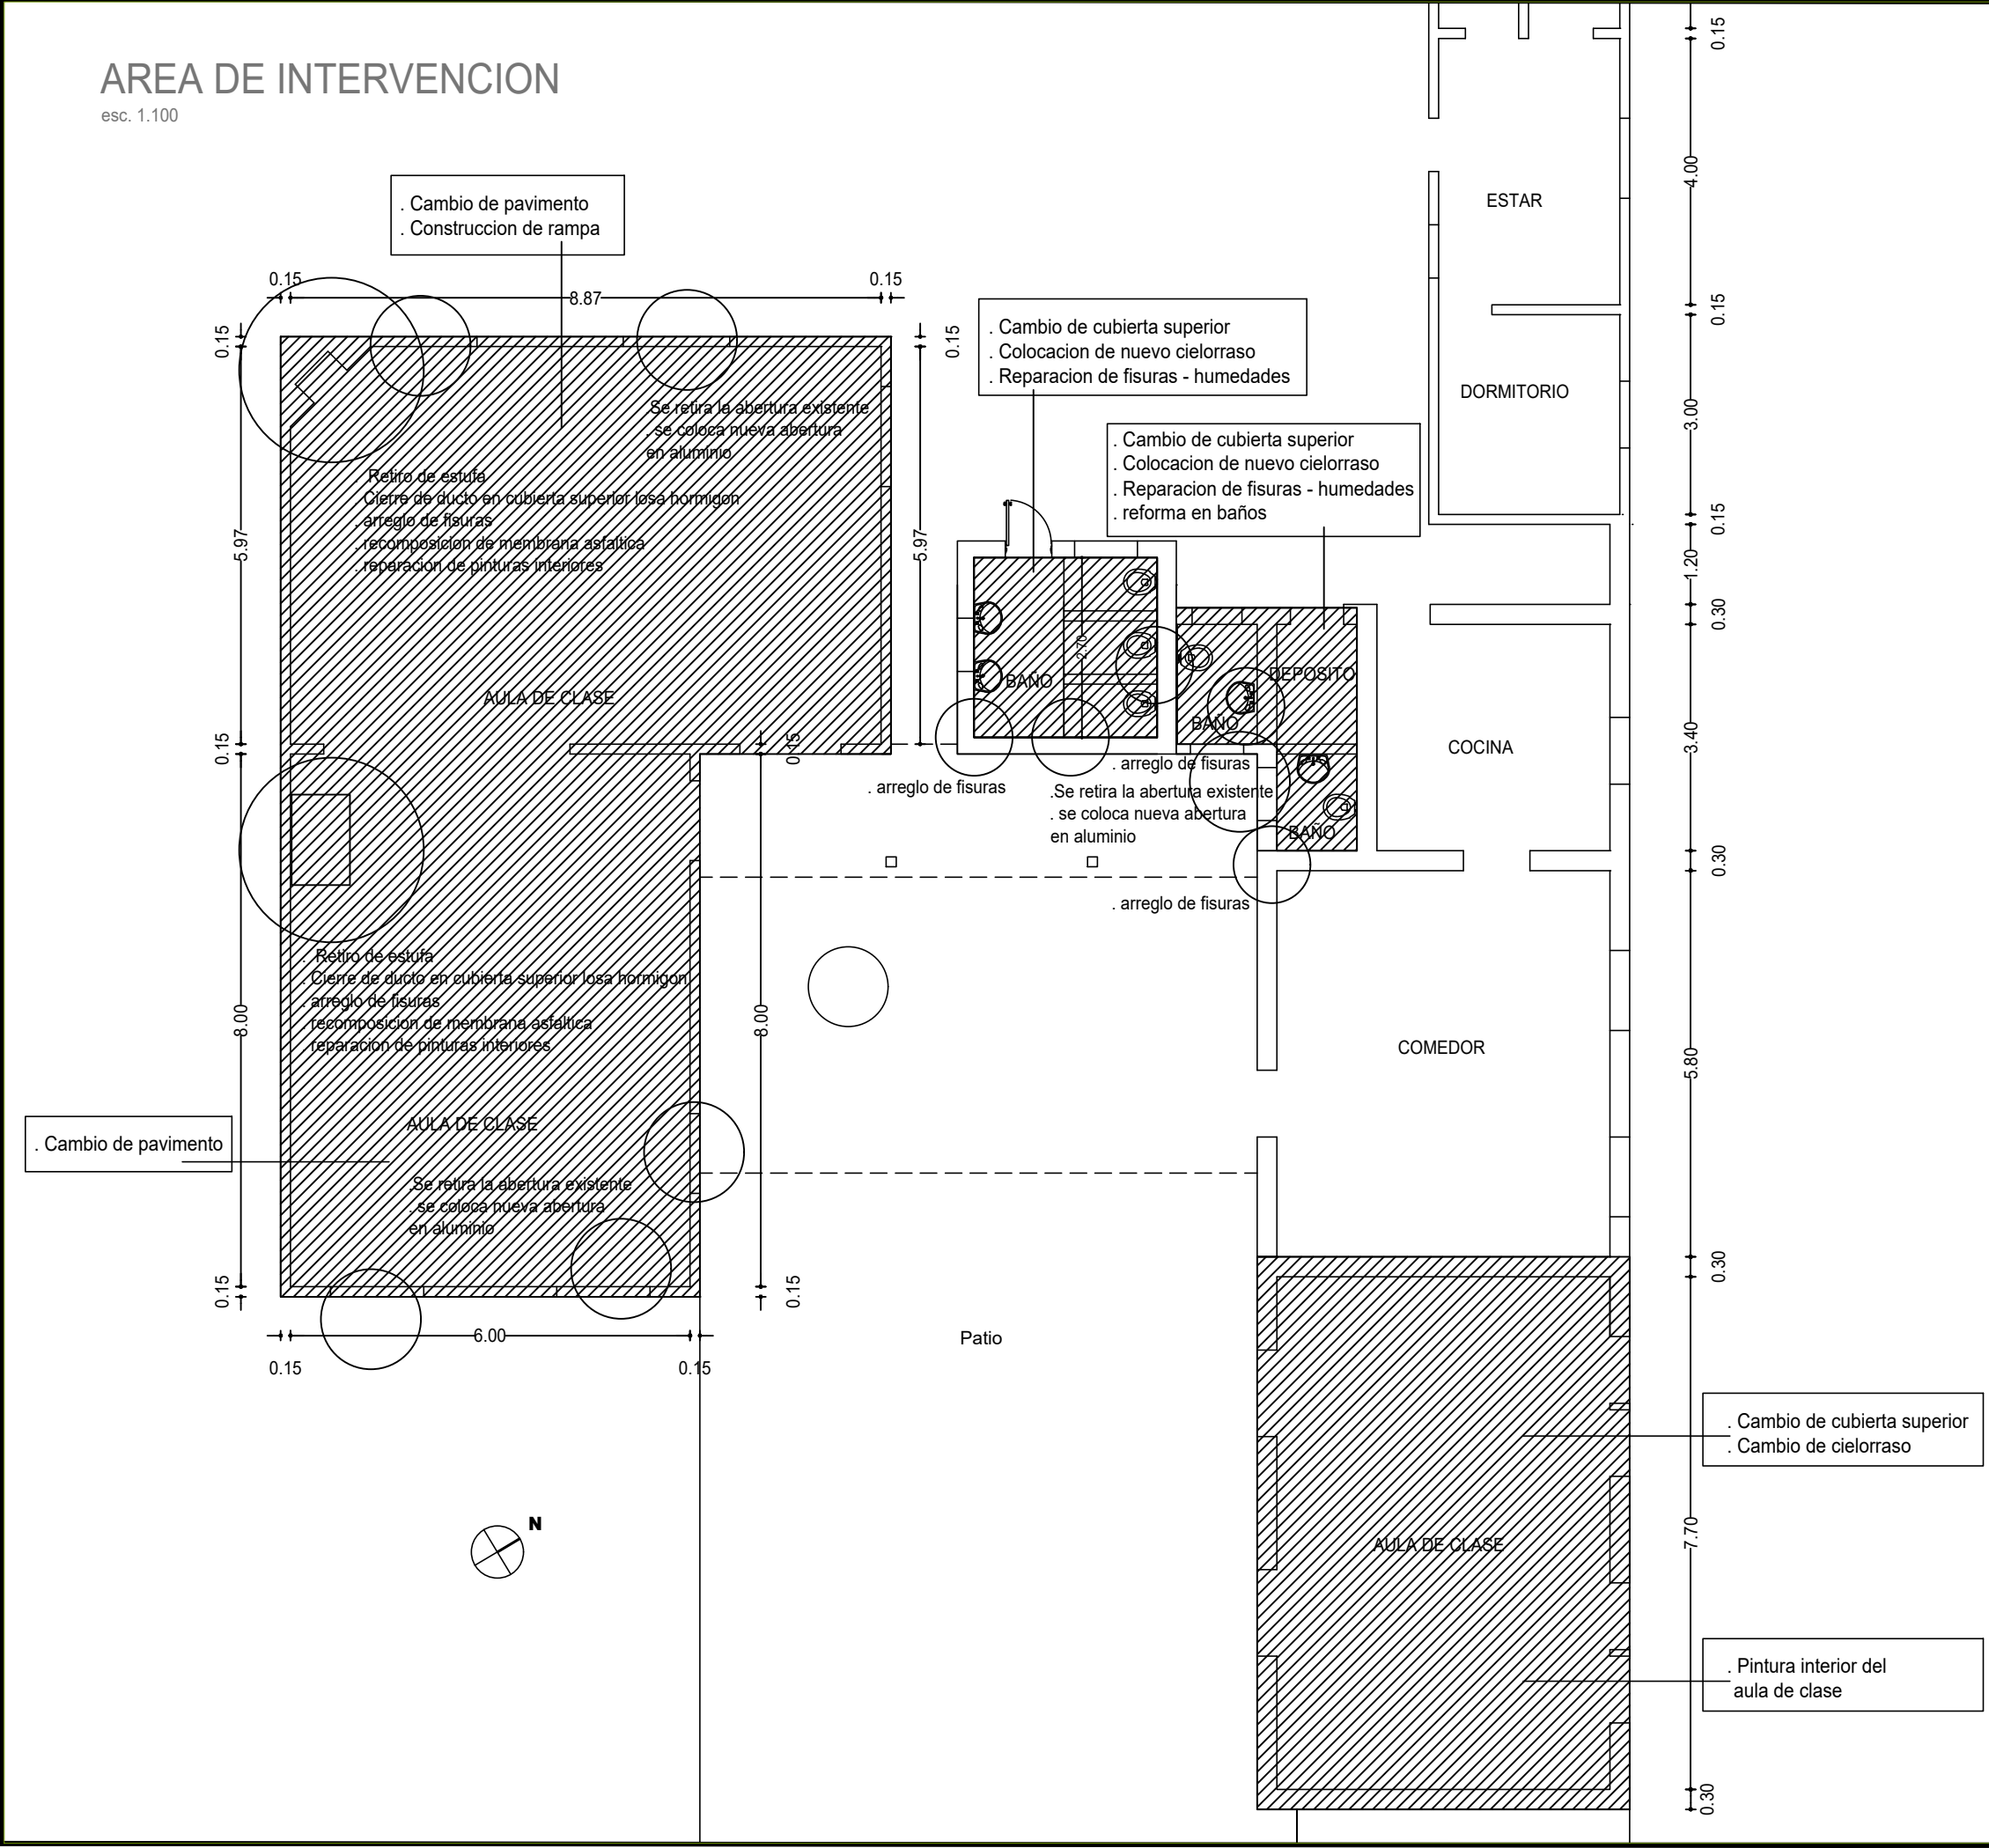 AREA DE INTERVENCION
esc. 1.100
0.15
4.00
ESTAR
. Cambio de pavimento
. Construccion de rampa
0.15
8.87
0.15
0.15
0.15
. Cambio de cubierta superior
. Colocacion de nuevo cielorraso
. Reparacion de fisuras - humedades
0.15
DORMITORIO
3.00
Se retira la abertura existente
. se coloca nueva abertura
en aluminio
. Cambio de cubierta superior
. Colocacion de nuevo cielorraso
. Reparacion de fisuras - humedades
. reforma en baños
. Retiro de estufa
. Cierre de ducto en cubierta superior losa hormigon
. arreglo de fisuras
. recomposicion de membrana asfaltica
. reparacion de pinturas interiores
5.97
5.97
0.15
1.20
0.30
2.70
BAÑO
DEPOSITO
BAÑO
AULA DE CLASE
COCINA
3.40
0.15
0.15
. arreglo de fisuras
. arreglo de fisuras
.Se retira la abertura existente
. se coloca nueva abertura
en aluminio
BAÑO
0.30
. arreglo de fisuras
. Retiro de estufa
. Cierre de ducto en cubierta superior losa hormigon
. arreglo de fisuras
. recomposicion de membrana asfaltica
. reparacion de pinturas interiores
8.00
8.00
COMEDOR
5.80
AULA DE CLASE
. Cambio de pavimento
.Se retira la abertura existente
. se coloca nueva abertura
en aluminio
0.15
0.15
0.30
6.00
0.15
0.15
Patio
. Cambio de cubierta superior
. Cambio de cielorraso
N
AULA DE CLASE
7.70
. Pintura interior del
aula de clase
0.30